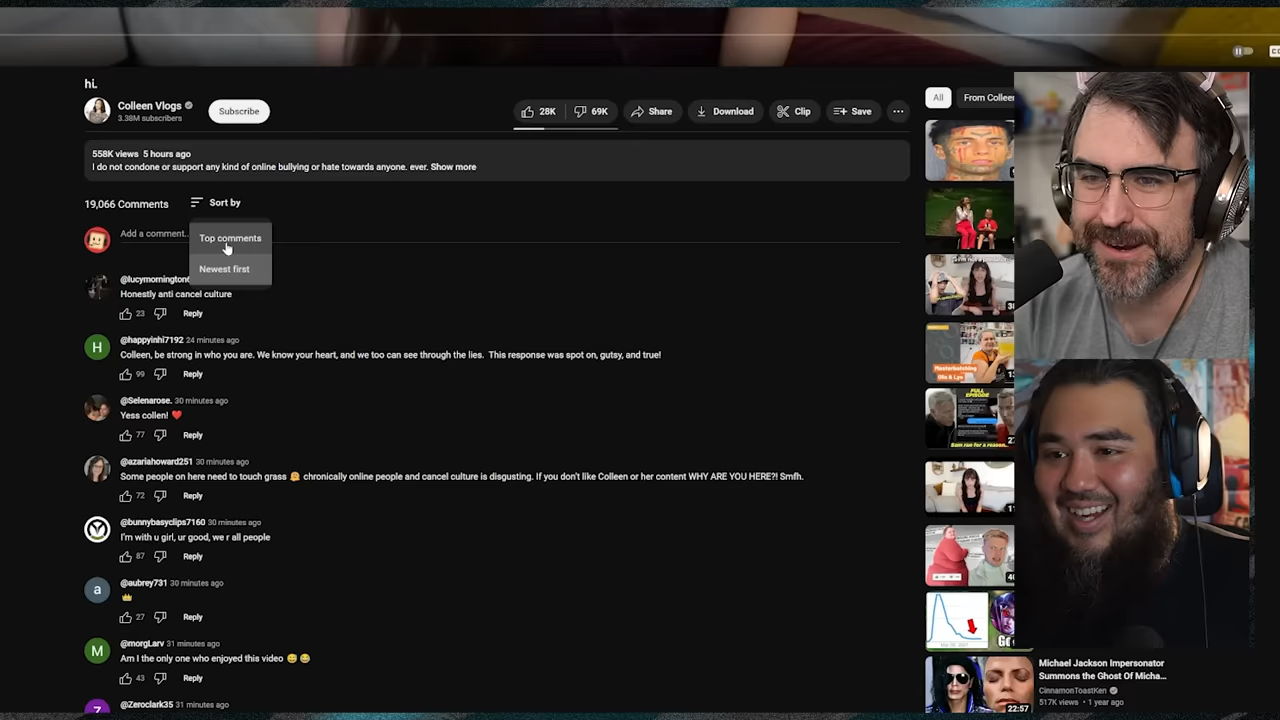 hi.
Colleen Vlogs
3.38M subscribers
Subscribe
28K
69K
Share
Download
Clip
Save
558K views 5 hours ago
I do not condone or support any kind of online bullying or hate towards anyone. ever. Show more
19,066 Comments
Sort by
Add a comment..
Top comments
Newest first
@lucymorningtont
Honestly anti cancel culture
23
Reply
@happyinhi7192 24 minutes ago
Colleen, be strong in who you are. We know your heart, and we too can see through the lies. This response was spot on, gutsy, and true!
99
Reply
@Selenarose. 30 minutes ago
Yess collen! ❤️
77
Reply
@azariahoward251 30 minutes ago
Some people on here need to touch grass 🤗 chronically online people and cancel culture is disgusting. If you don't like Colleen or her content WHY ARE YOU HERE?! Smfh.
72
Reply
@bunnybasyclips7160 30 minutes ago
I'm with u girl, ur good, we r all people
87
Reply
a
@aubrey731 30 minutes ago
👑
27
Reply
M
@morgLarv 31 minutes ago
Am I the only one who enjoyed this video 😅 😂
43
Reply
Z
@Zeroclark35 31 minutes ago
H
All
From Colleen
FULL
EPISODE
Michael Jackson Impersonator
Summons the Ghost Of Micha...
CinnamonToastKen
517K views • 1 year ago
22:57